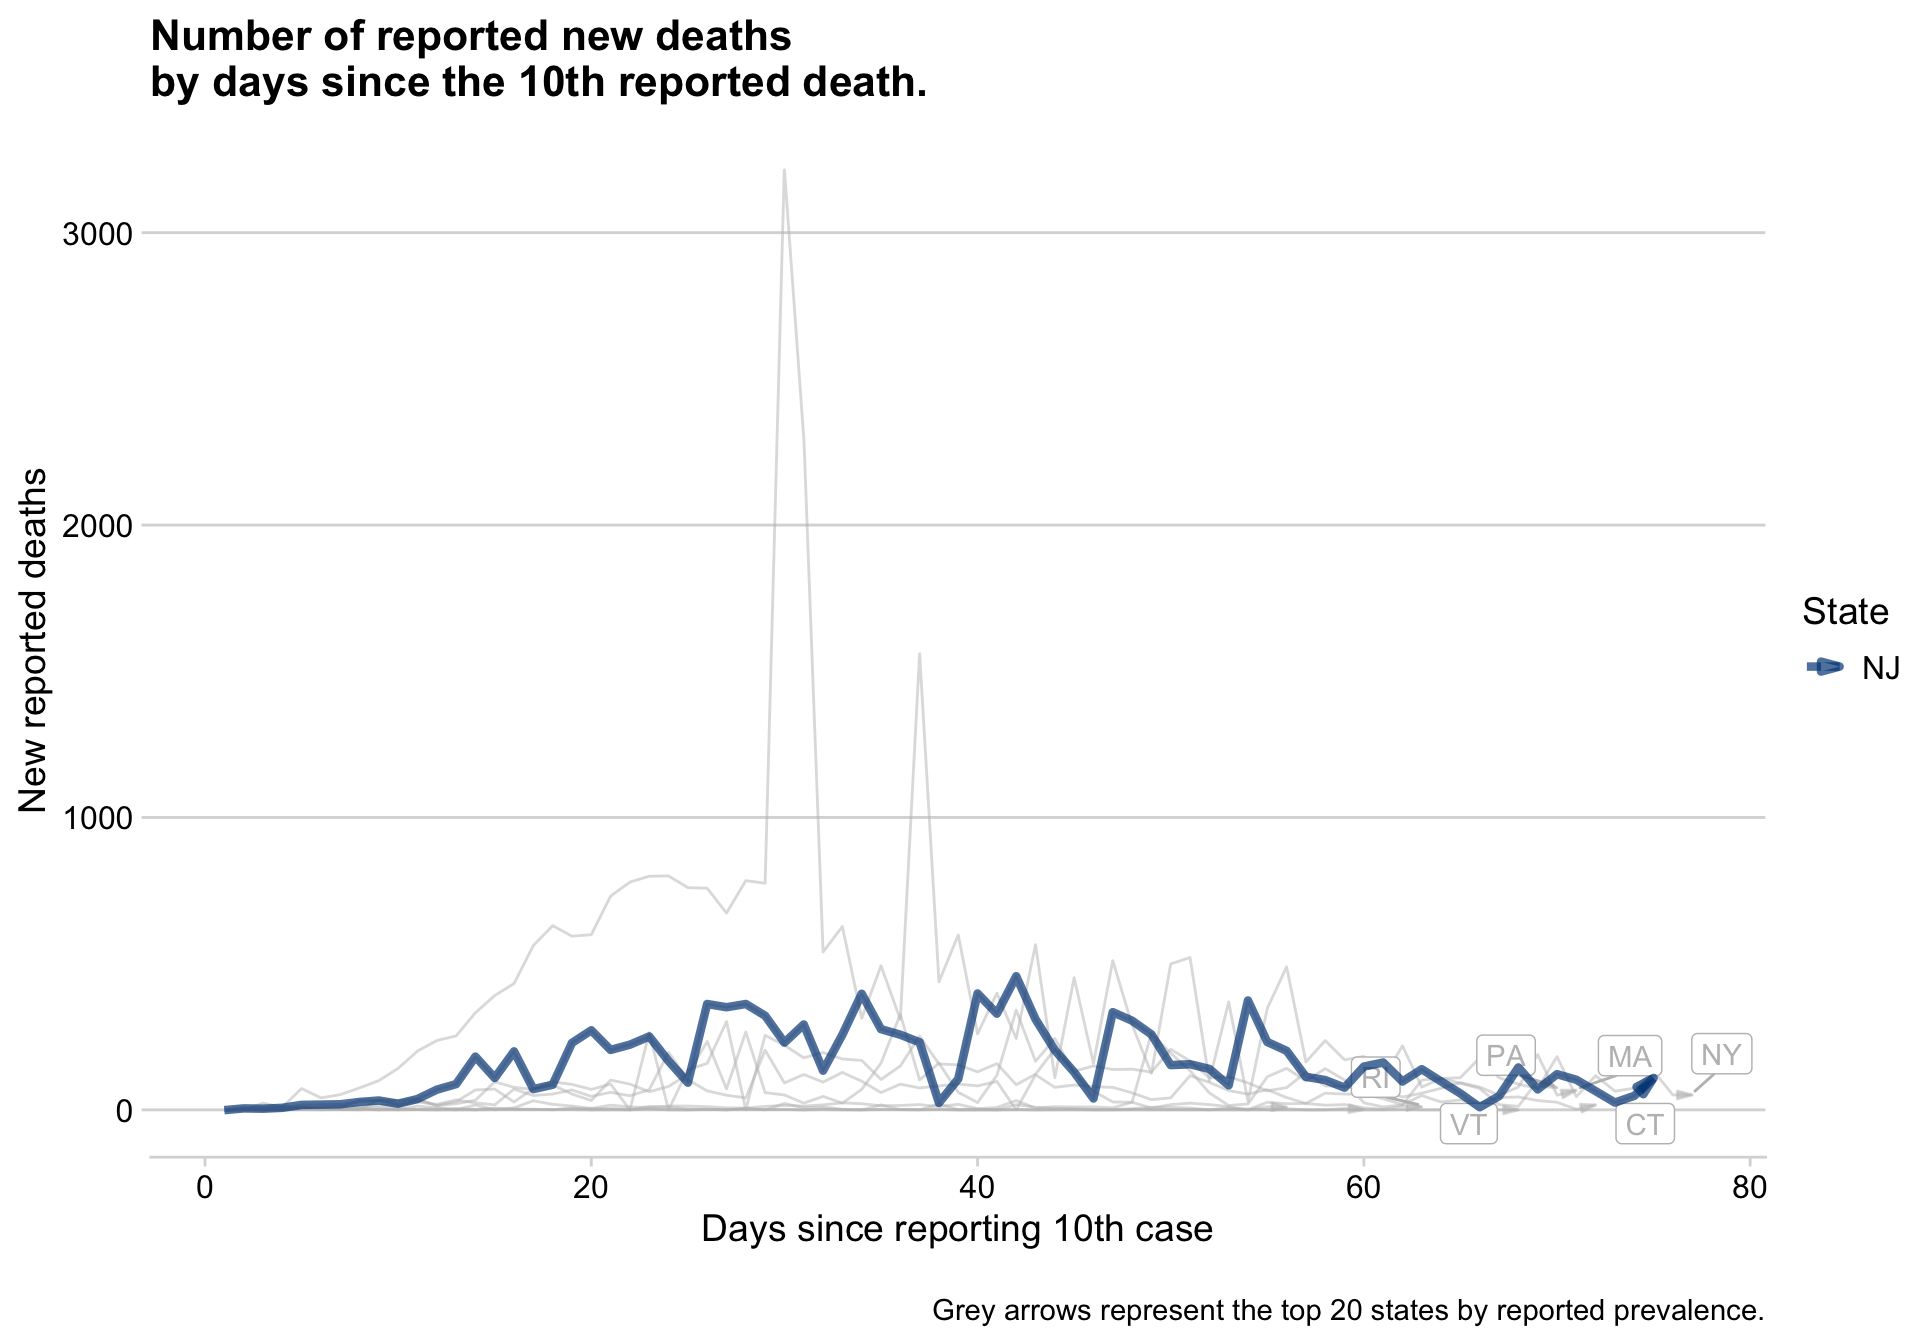 Number of reported new deaths
by days since the 10th reported death.
New reported deaths
3000
2000
1000
0
0
20
40
60
80
Days since reporting 10th case
RI
PA
MA
NY
VT
CT
State
NJ
Grey arrows represent the top 20 states by reported prevalence.